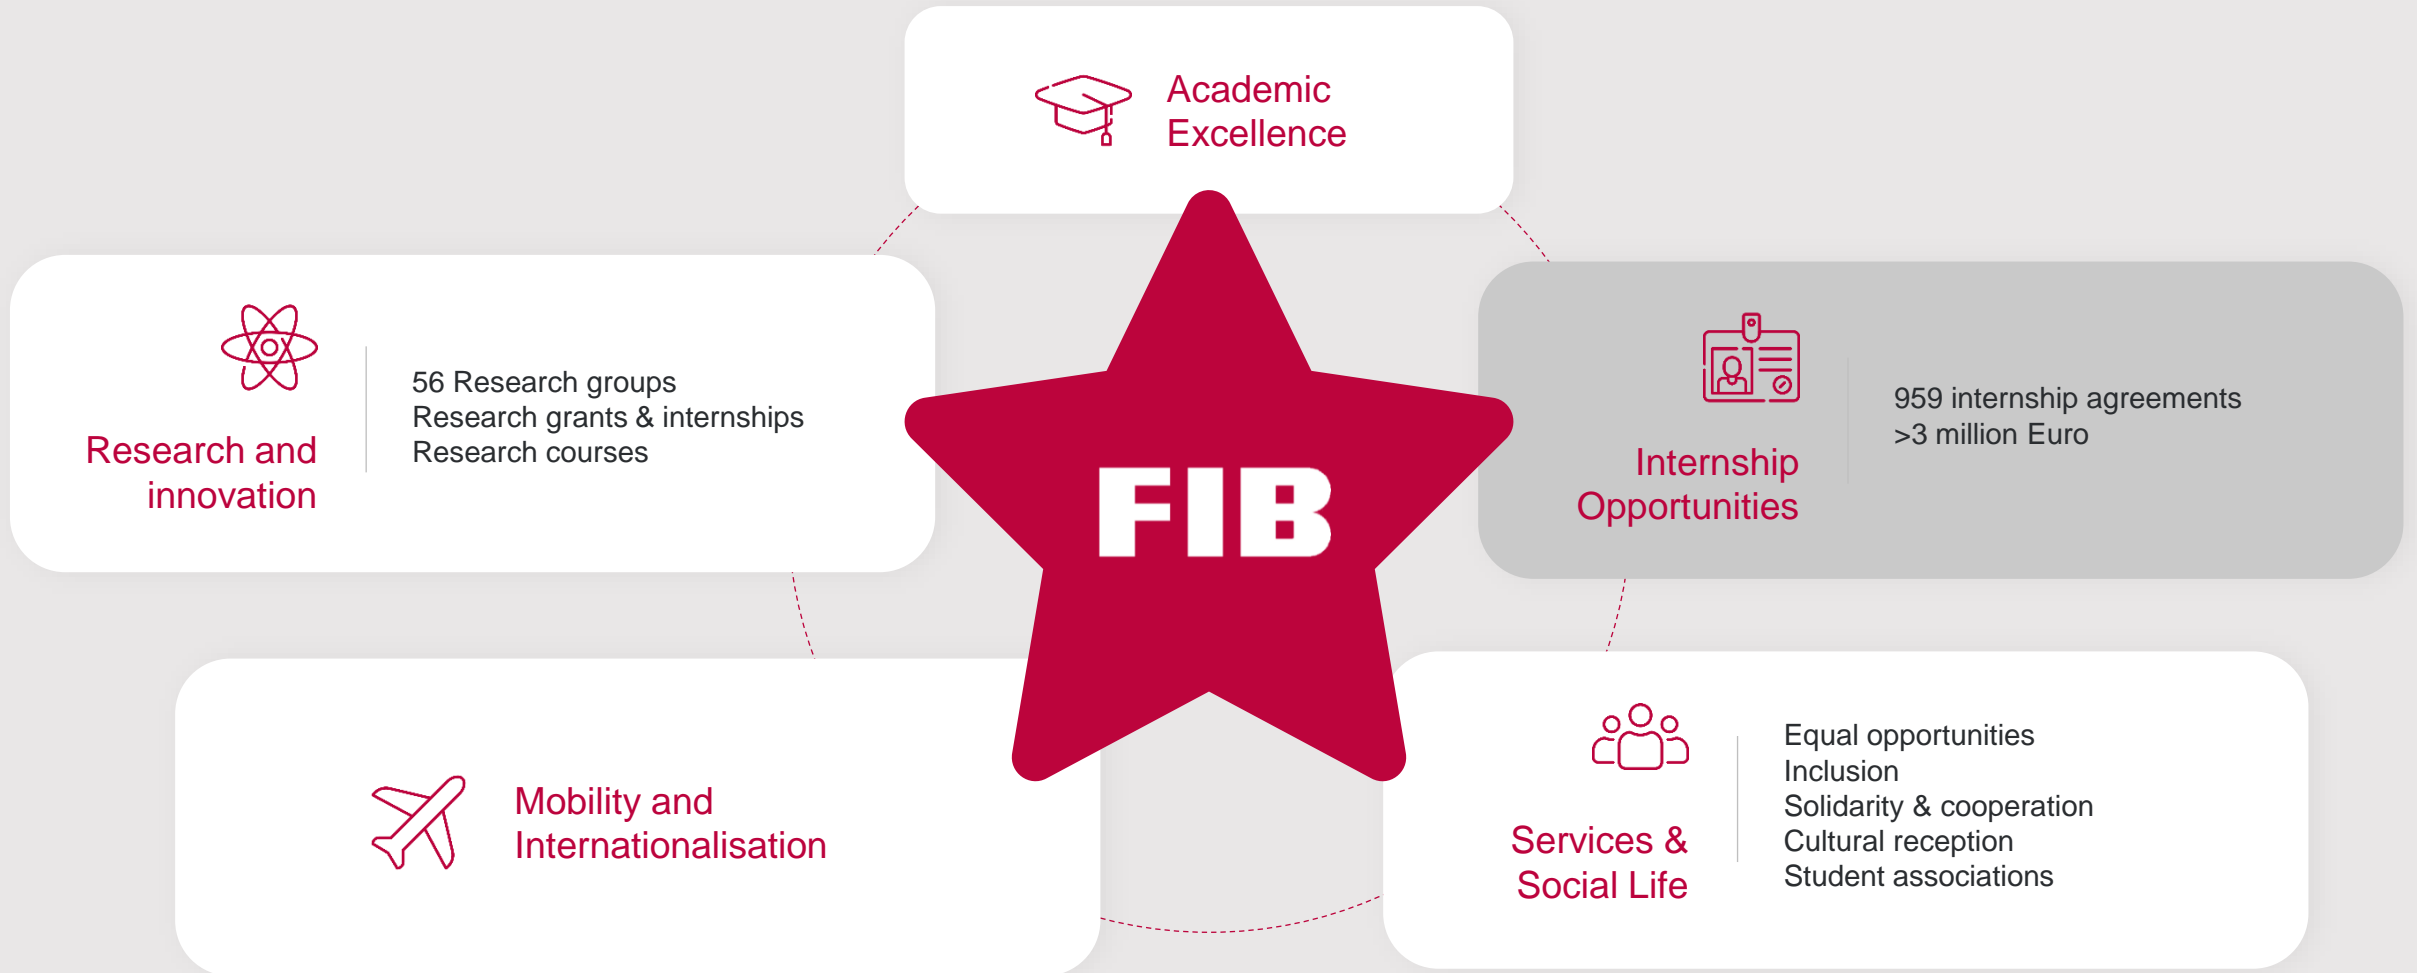 Academic
Excellence
56 Research groups
Research grants & internships
Research courses
Research and
innovation
FIB
959 internship agreements
>3 million Euro
Internship
Opportunities
Mobility and
Internationalisation
Equal opportunities
Inclusion
Solidarity & cooperation
Cultural reception
Student associations
Services &
Social Life